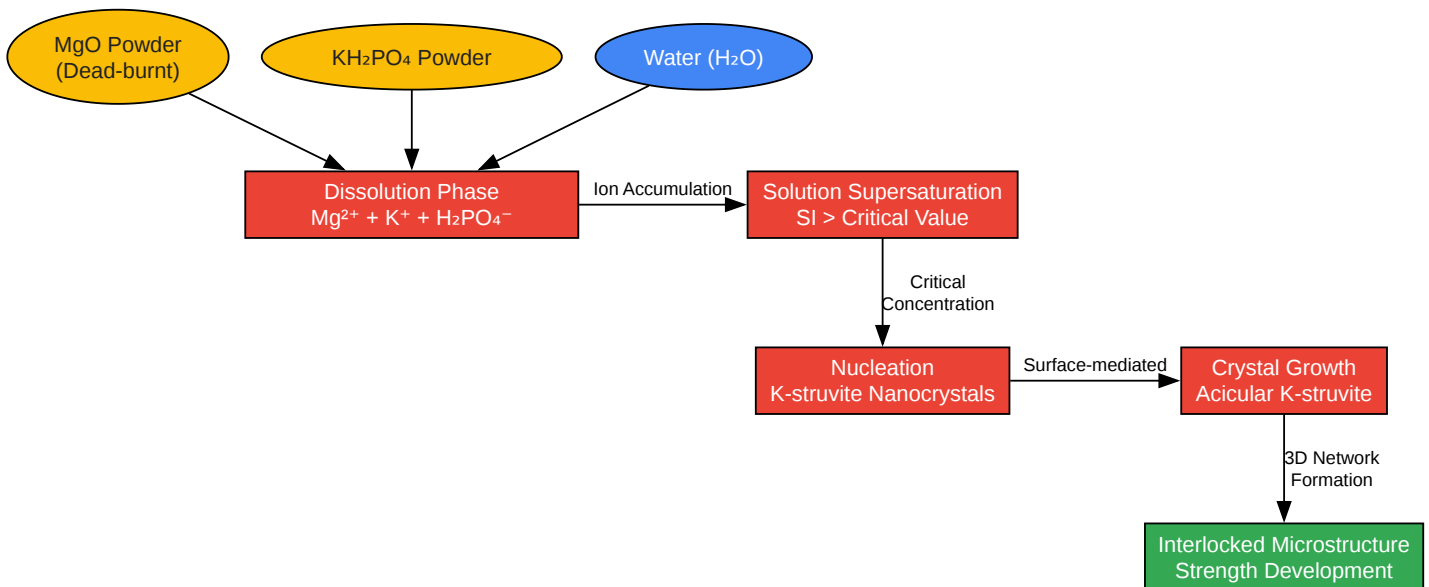 MgO Powder
(Dead-burnt)
KH₂PO₄ Powder
Water (H₂O)
Dissolution Phase
Mg²⁺ + K⁺ + H₂PO₄⁻
Ion Accumulation
Solution Supersaturation
SI > Critical Value
Critical
Concentration
Nucleation
K-struvite Nanocrystals
Surface-mediated
Crystal Growth
Acicular K-struvite
3D Network
Formation
Interlocked Microstructure
Strength Development